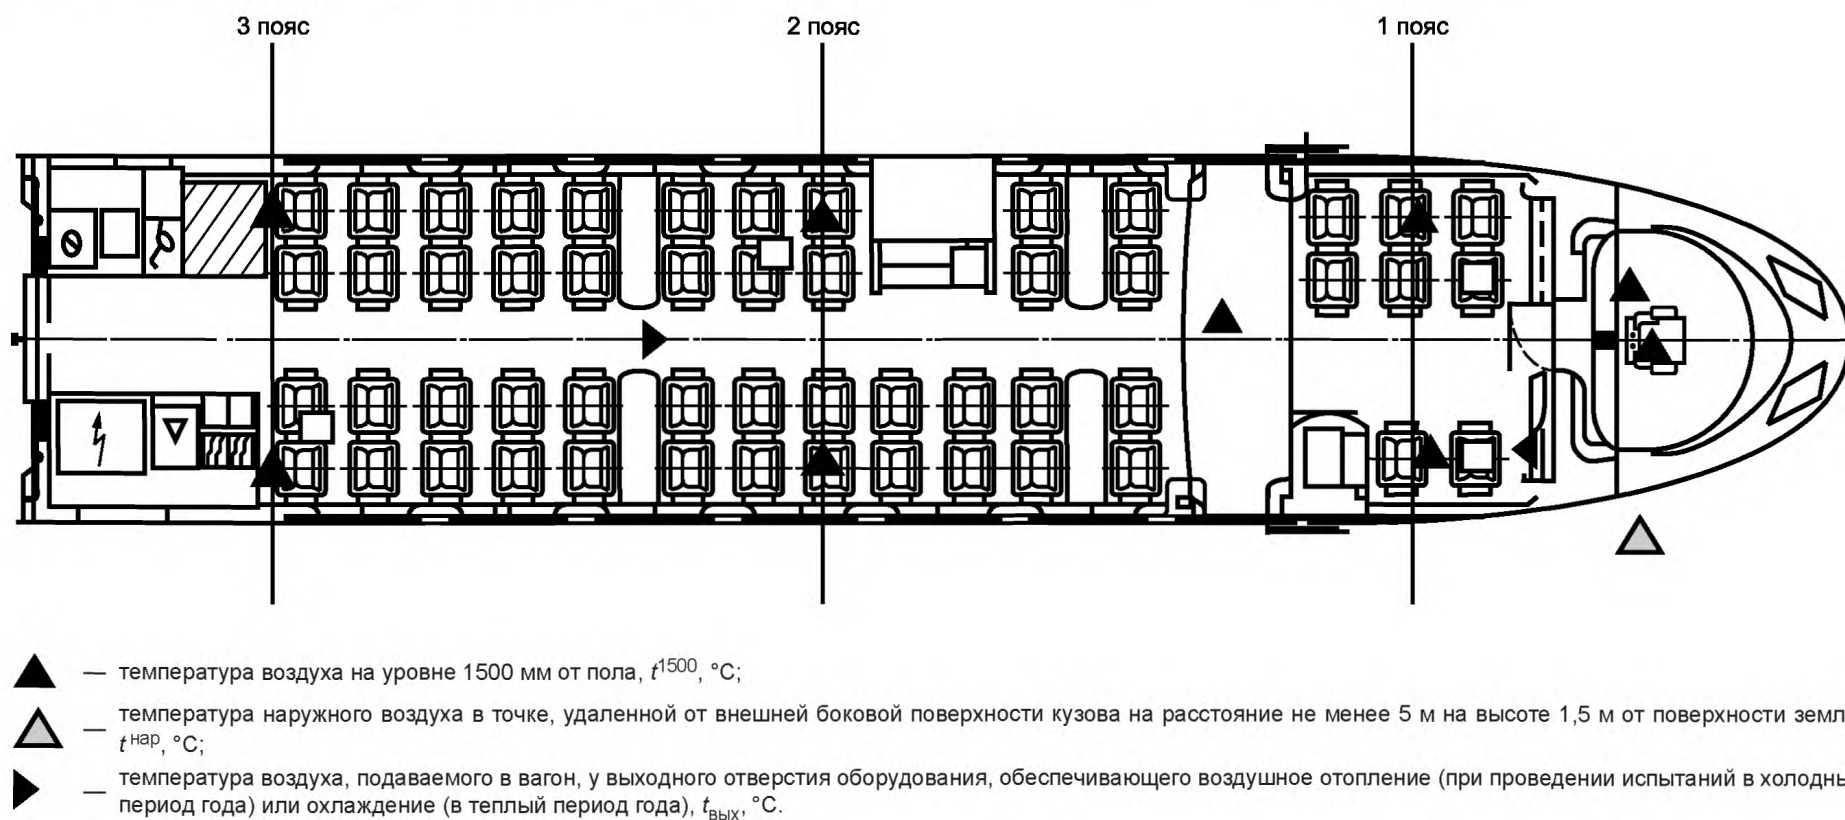 3 пояс 2 пояс 1 пояс
— температура воздуха на уровне 1500 мм от пола, t1500, °C;
— температура наружного воздуха в точке, удаленной от внешней боковой поверхности кузова на расстояние не менее 5 м на высоте 1,5 м от поверхности земл
tнар, °C;
— температура воздуха, подаваемого в вагон, у выходного отверстия оборудования, обеспечивающего воздушное отопление (при проведении испытаний в холодны
период года) или охлаждение (в теплый период года), tвых, °C.